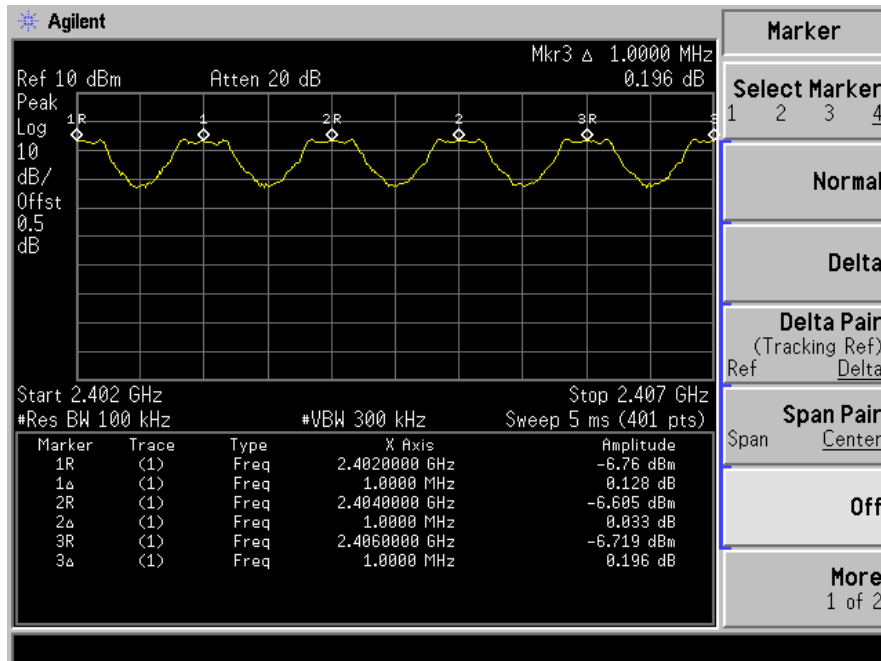 Agilent
Marker
Mkr3 Δ 1.0000 MHz
Ref 10 dBm Atten 20 dB 0.196 dB
Peak
Log
10
dB/
Offst
0.5
dB
1R 1 2R 2 3R 3
Start 2.402 GHz Stop 2.407 GHz
#Res BW 100 kHz #VBW 300 kHz Sweep 5 ms (401 pts)
Marker Trace Type X Axis Amplitude
1R (1) Freq 2.4020000 GHz -6.76 dBm
1Δ (1) Freq 1.0000 MHz 0.128 dB
2R (1) Freq 2.4040000 GHz -6.605 dBm
2Δ (1) Freq 1.0000 MHz 0.033 dB
3R (1) Freq 2.4060000 GHz -6.719 dBm
3Δ (1) Freq 1.0000 MHz 0.196 dB
Select Marker
1 2 3 4
Normal
Delta
Delta Pair
(Tracking Ref)
Ref Delta
Span Pair
Span Center
Off
More
1 of 2